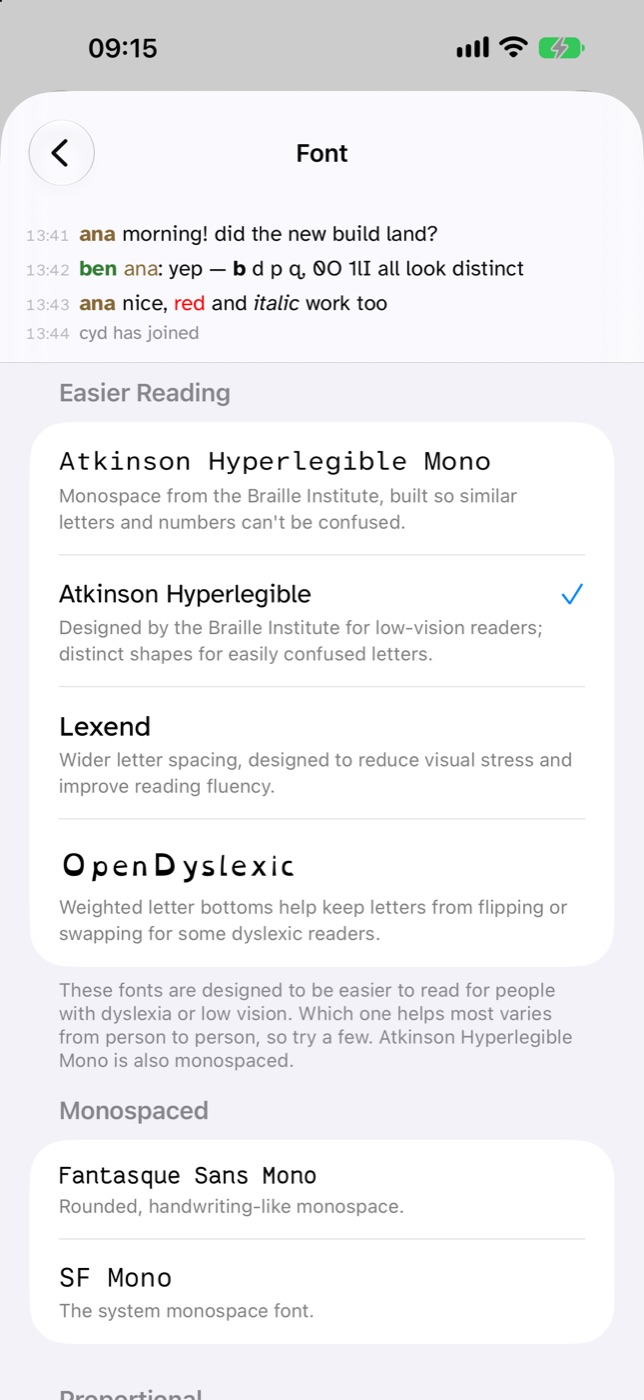 09:15
Font
13:41 ana morning! did the new build land?
13:42 ben ana: yep — b d p q, 0O 1lI all look distinct
13:43 ana nice, red and italic work too
13:44 cyd has joined
Easier Reading
Atkinson Hyperlegible Mono
Monospace from the Braille Institute, built so similar
letters and numbers can't be confused.
Atkinson Hyperlegible
Designed by the Braille Institute for low-vision readers;
distinct shapes for easily confused letters.
Lexend
Wider letter spacing, designed to reduce visual stress and
improve reading fluency.
OpenDyslexic
Weighted letter bottoms help keep letters from flipping or
swapping for some dyslexic readers.
These fonts are designed to be easier to read for people
with dyslexia or low vision. Which one helps most varies
from person to person, so try a few. Atkinson Hyperlegible
Mono is also monospaced.
Monospaced
Fantasque Sans Mono
Rounded, handwriting-like monospace.
SF Mono
The system monospace font.
Proportional